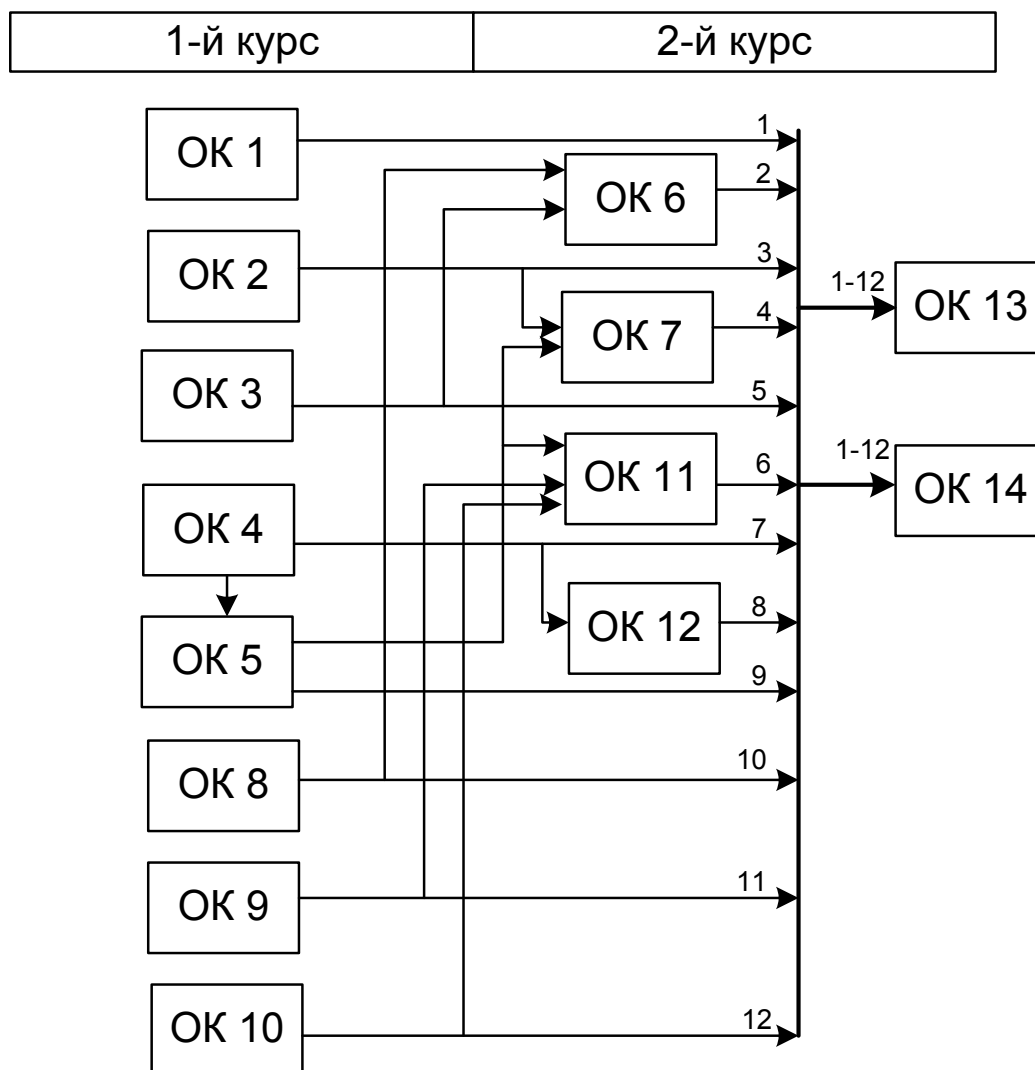 1-й курс
2-й курс
ОК 1
1
ОК 6
2
ОК 2
3
1-12
ОК 13
ОК 7
4
ОК 3
5
ОК 11
6
1-12
ОК 14
ОК 4
7
ОК 12
8
ОК 5
9
ОК 8
10
ОК 9
11
ОК 10
12